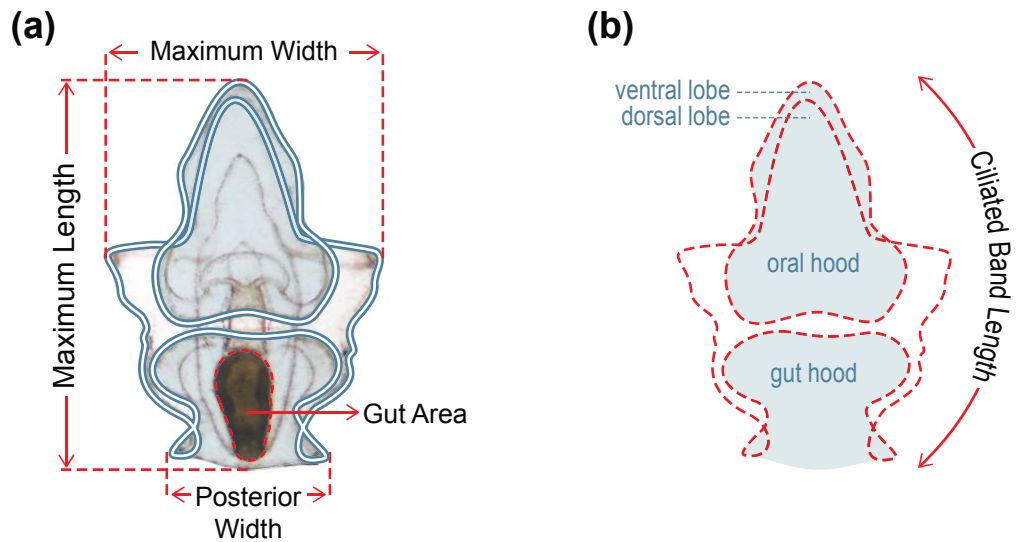 (a)
Maximum Width
Maximum Length
Gut Area
Posterior
Width
(b)
ventral lobe
dorsal lobe
oral hood
gut hood
Ciliated Band Length